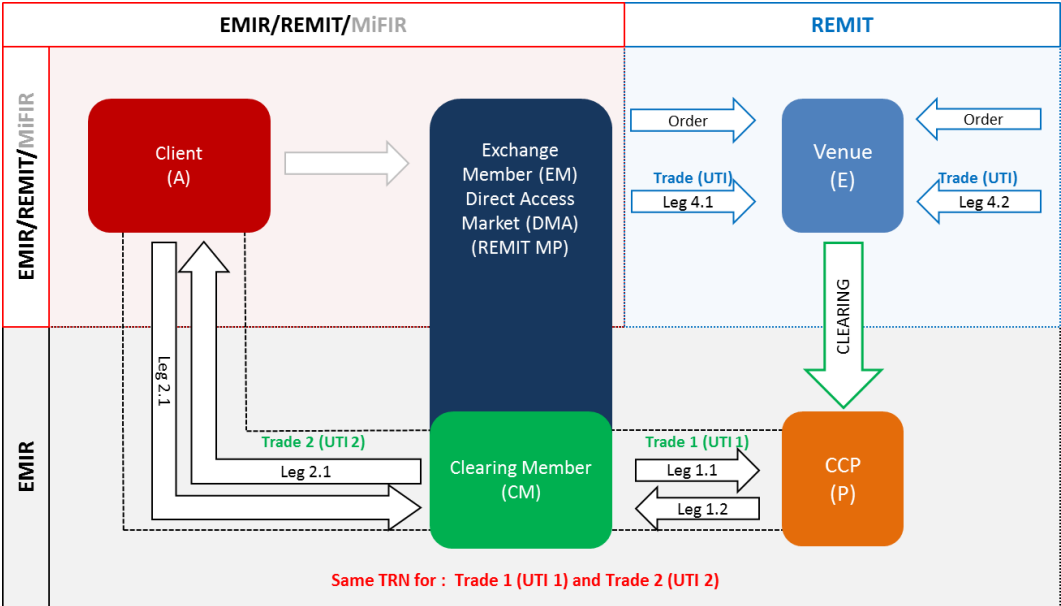 EMIR/REMIT/MiFIR
REMIT
EMIR/REMIT/MiFIR
Client
(A)
Exchange
Member (EM)
Direct Access
Market (DMA)
(REMIT MP)
Order
Trade (UTI)
Leg 4.1
Venue
(E)
Order
Trade (UTI)
Leg 4.2
CLEARING
Leg 2.1
EMIR
Trade 2 (UTI 2)
Leg 2.1
Clearing Member
(CM)
Trade 1 (UTI 1)
Leg 1.1
Leg 1.2
CCP
(P)
Same TRN for : Trade 1 (UTI 1) and Trade 2 (UTI 2)